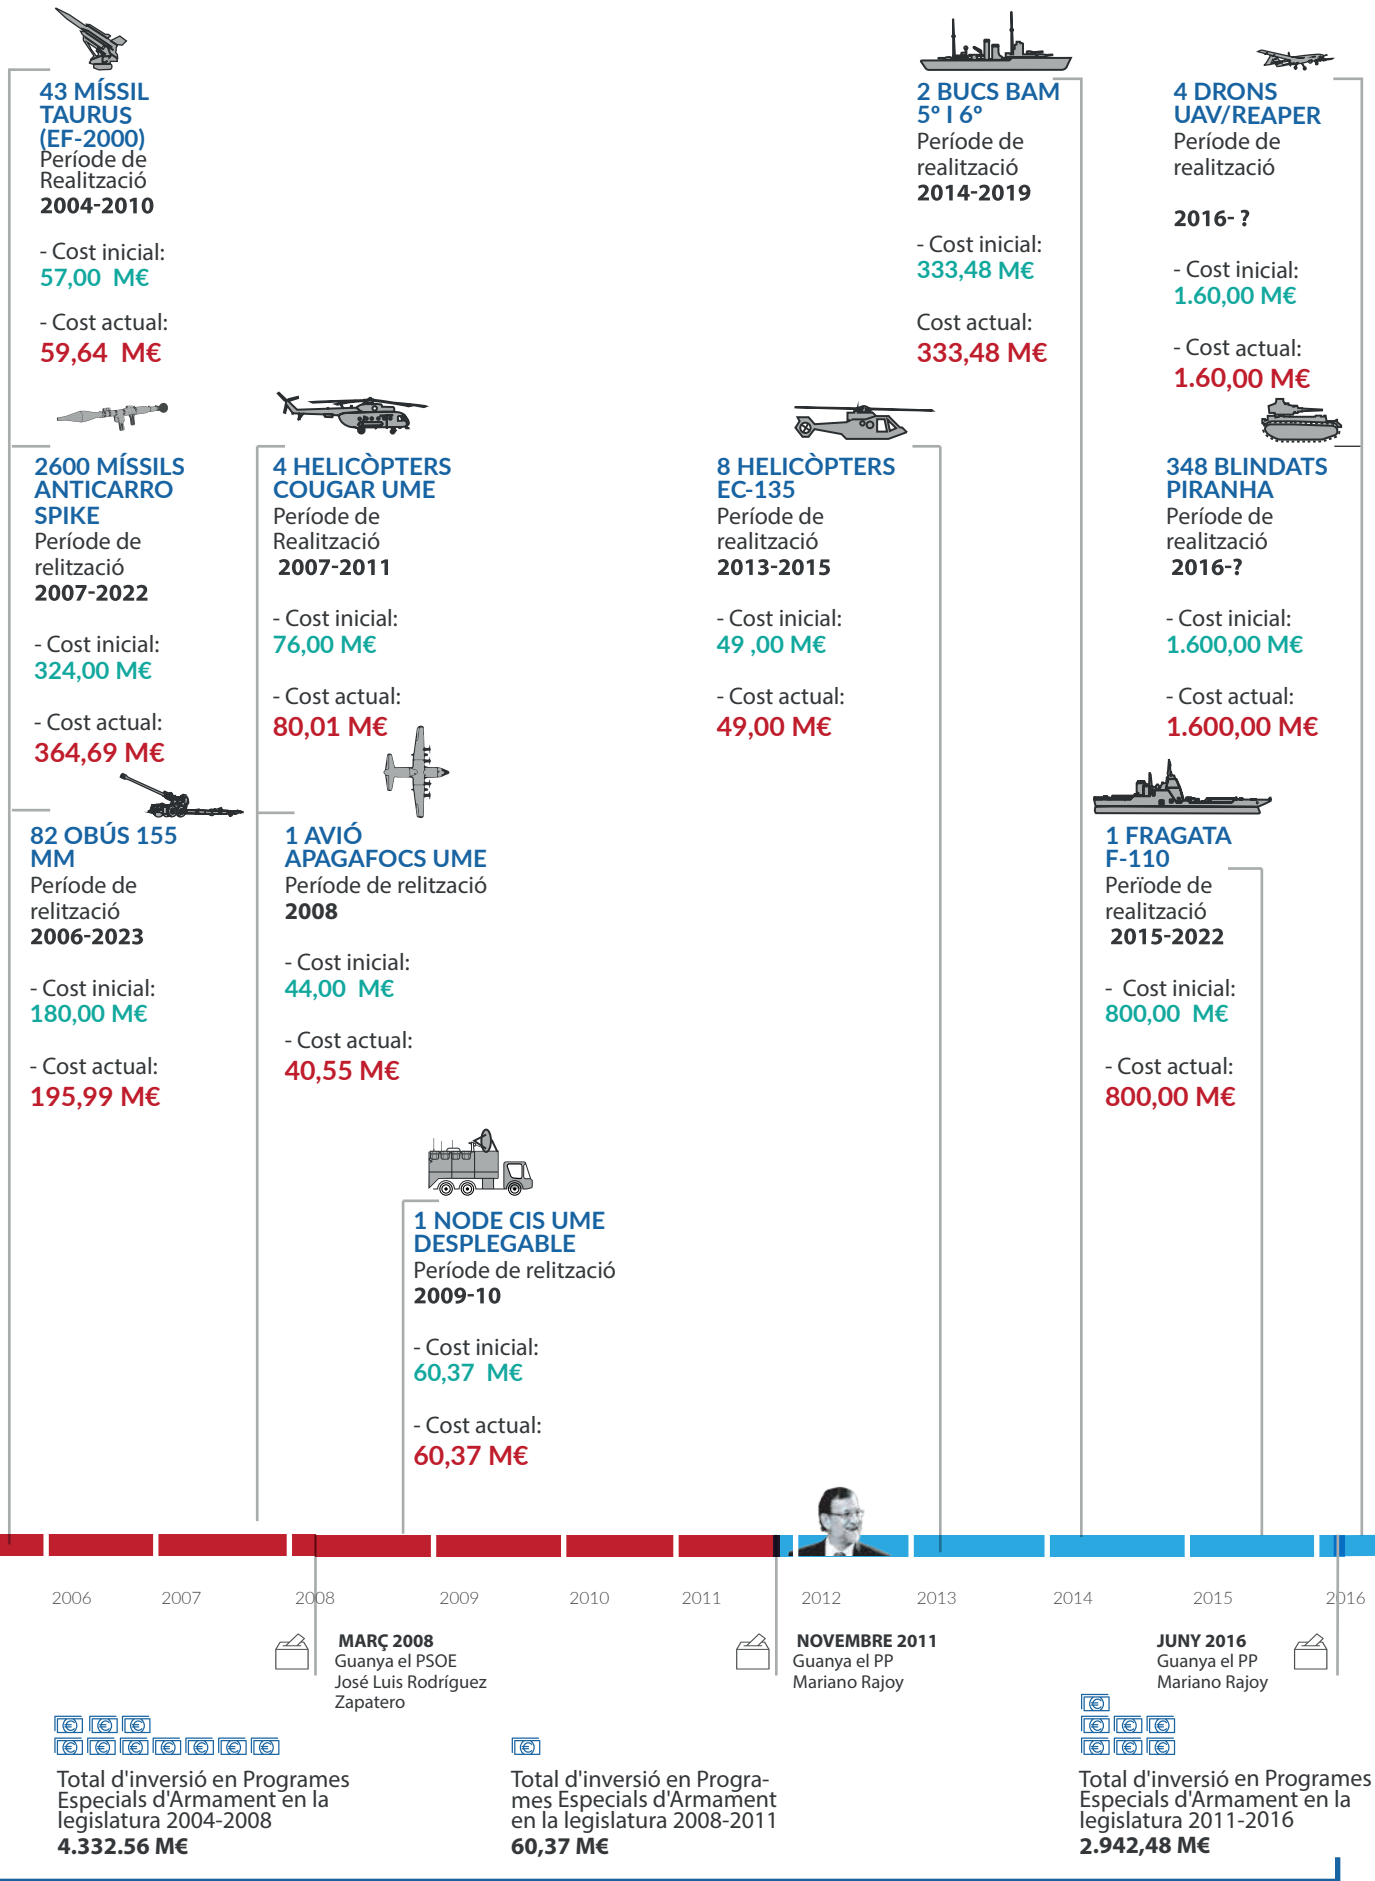 43 MÍSSIL
TAURUS
(EF-2000)
Període de
Realització
2004-2010
- Cost inicial:
57,00 M€
- Cost actual:
59,64 M€
2 BUCS BAM
5º I 6º
Període de
realització
2014-2019
- Cost inicial:
333,48 M€
Cost actual:
333,48 M€
4 DRONS
UAV/REAPER
Període de
realització
2016- ?
- Cost inicial:
1.60,00 M€
- Cost actual:
1.60,00 M€
2600 MÍSSILS
ANTICARRO
SPIKE
Període de
relització
2007-2022
- Cost inicial:
324,00 M€
- Cost actual:
364,69 M€
4 HELICÒPTERS
COUGAR UME
Període de
Realització
2007-2011
- Cost inicial:
76,00 M€
- Cost actual:
80,01 M€
8 HELICÒPTERS
EC-135
Període de
realització
2013-2015
- Cost inicial:
49 ,00 M€
- Cost actual:
49,00 M€
348 BLINDATS
PIRANHA
Període de
realització
2016-?
- Cost inicial:
1.600,00 M€
- Cost actual:
1.600,00 M€
82 OBÚS 155
MM
Període de
relització
2006-2023
- Cost inicial:
180,00 M€
- Cost actual:
195,99 M€
1 AVIÓ
APAGAFOCS UME
Període de relització
2008
- Cost inicial:
44,00 M€
- Cost actual:
40,55 M€
1 FRAGATA
F-110
Perïode de
realització
2015-2022
- Cost inicial:
800,00 M€
- Cost actual:
800,00 M€
1 NODE CIS UME
DESPLEGABLE
Període de relització
2009-10
- Cost inicial:
60,37 M€
- Cost actual:
60,37 M€
2006 2007 2008 2009 2010 2011 2012 2013 2014 2015 2016
MARÇ 2008
Guanya el PSOE
José Luis Rodríguez
Zapatero
NOVEMBRE 2011
Guanya el PP
Mariano Rajoy
JUNY 2016
Guanya el PP
Mariano Rajoy
Total d'inversió en Programes
Especials d'Armament en la
legislatura 2004-2008
4.332.56 M€
Total d'inversió en Progra-
mes Especials d'Armament
en la legislatura 2008-2011
60,37 M€
Total d'inversió en Programes
Especials d'Armament en la
legislatura 2011-2016
2.942,48 M€